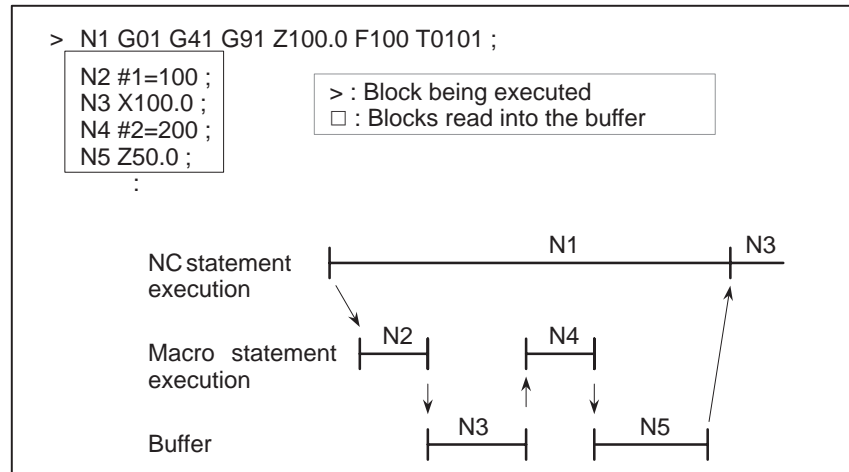 > N1 G01 G41 G91 Z100.0 F100 T0101 ;
N2 #1=100 ;
N3 X100.0 ;
N4 #2=200 ;
N5 Z50.0 ;
:
> : Block being executed
□ : Blocks read into the buffer
N1 N3
NC statement
execution
N2 N4
Macro statement
execution
N3 N5
Buffer